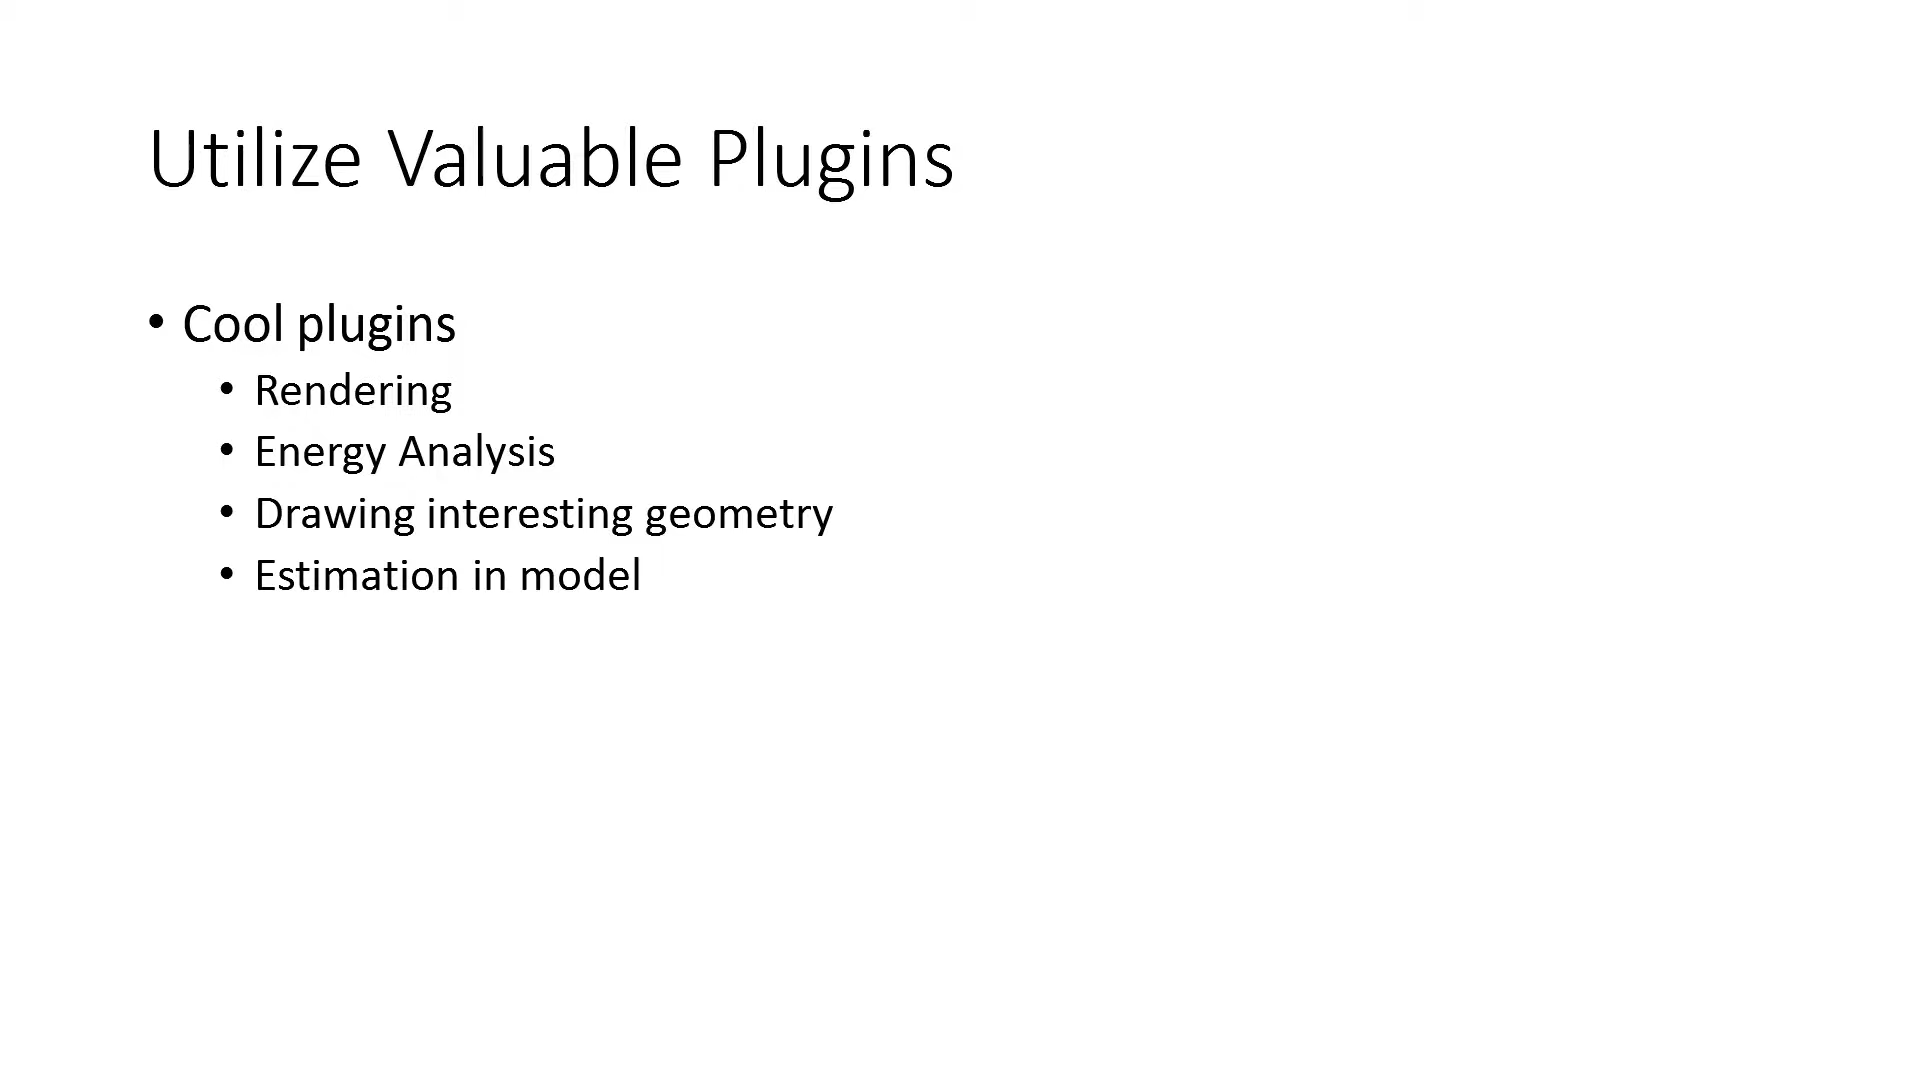 Utilize Valuable Plugins
• Cool plugins
• Rendering
• Energy Analysis
• Drawing interesting geometry
• Estimation in model